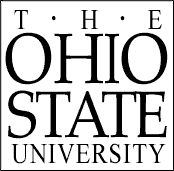 T · H · E
OHIO
STATE
UNIVERSITY